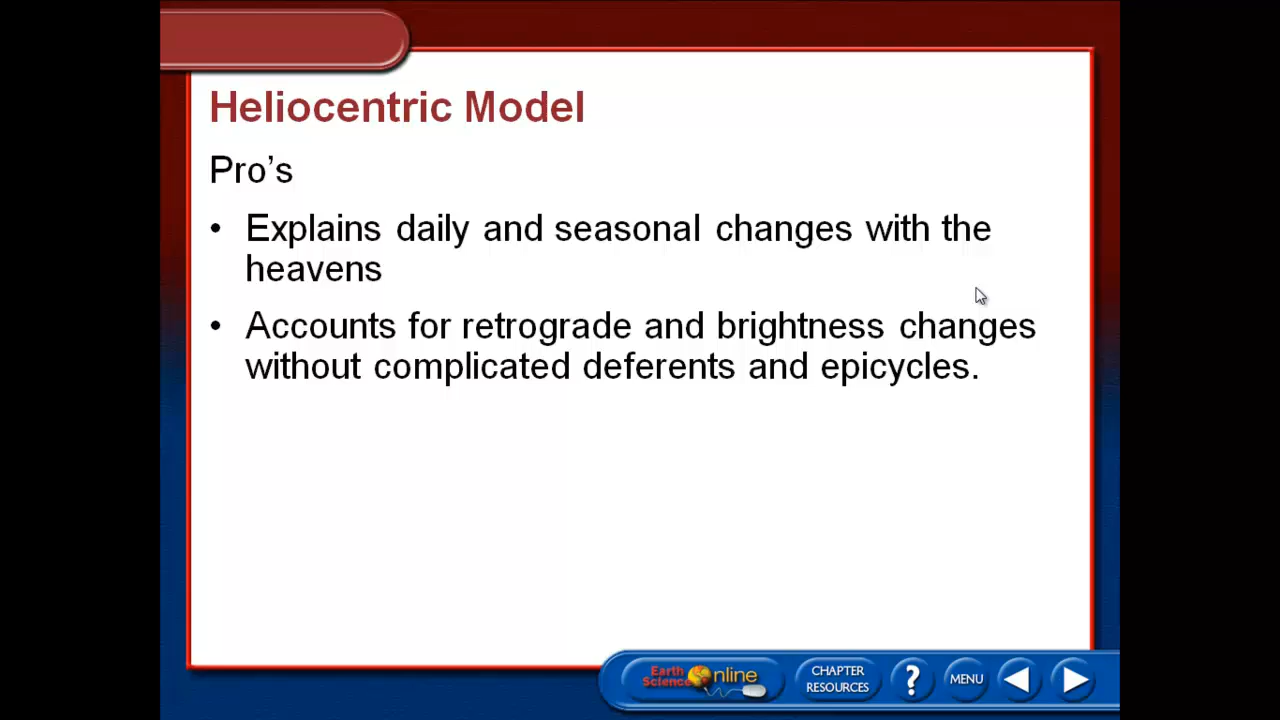 Heliocentric Model
Pro's
• Explains daily and seasonal changes with the
heavens
• Accounts for retrograde and brightness changes
without complicated deferents and epicycles.
Earth
Science
nline
CHAPTER
RESOURCES
?
MENU